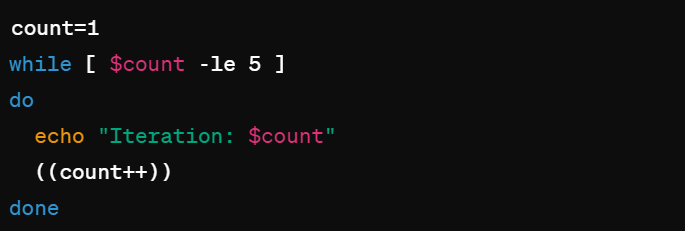 count=1
while [ $count -le 5 ]
do
  echo "Iteration: $count"
  ((count++))
done